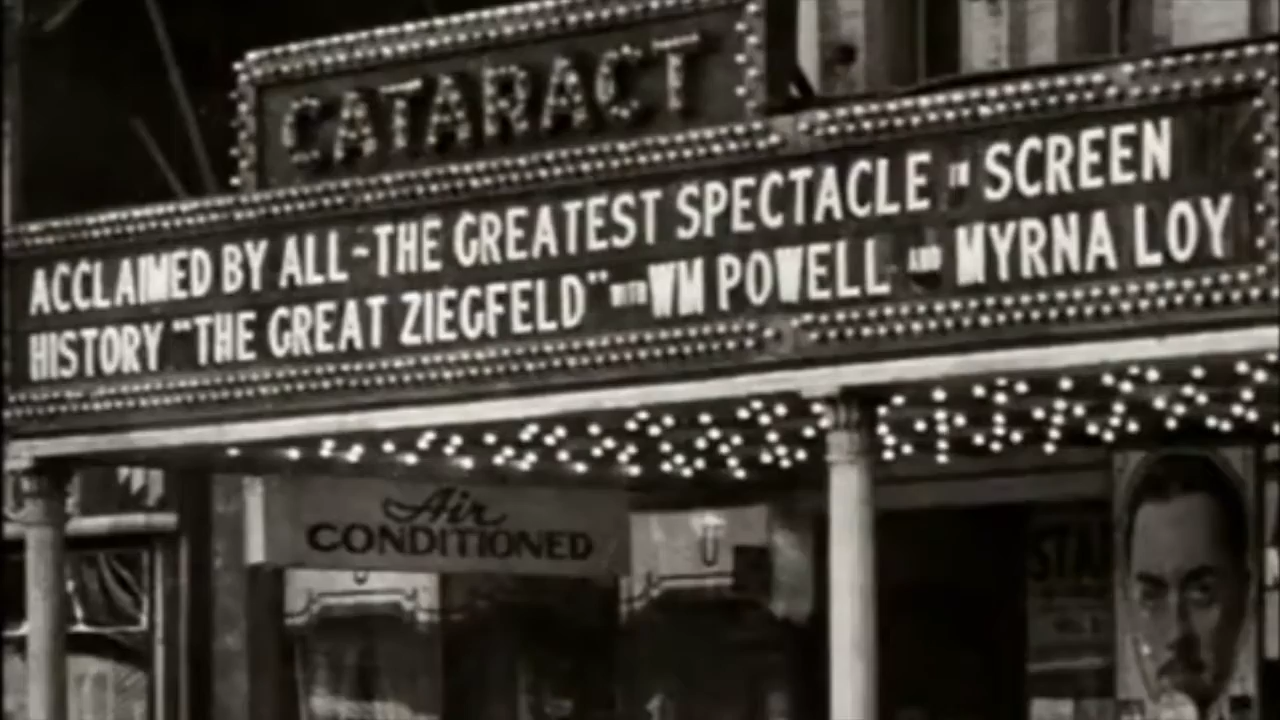 CATARACT
ACCLAIMED BY ALL-THE GREATEST SPECTACLE IN SCREEN
HISTORY "THE GREAT ZIEGFELD" WITH WM POWELL AND MYRNA LOY
Air
CONDITIONED